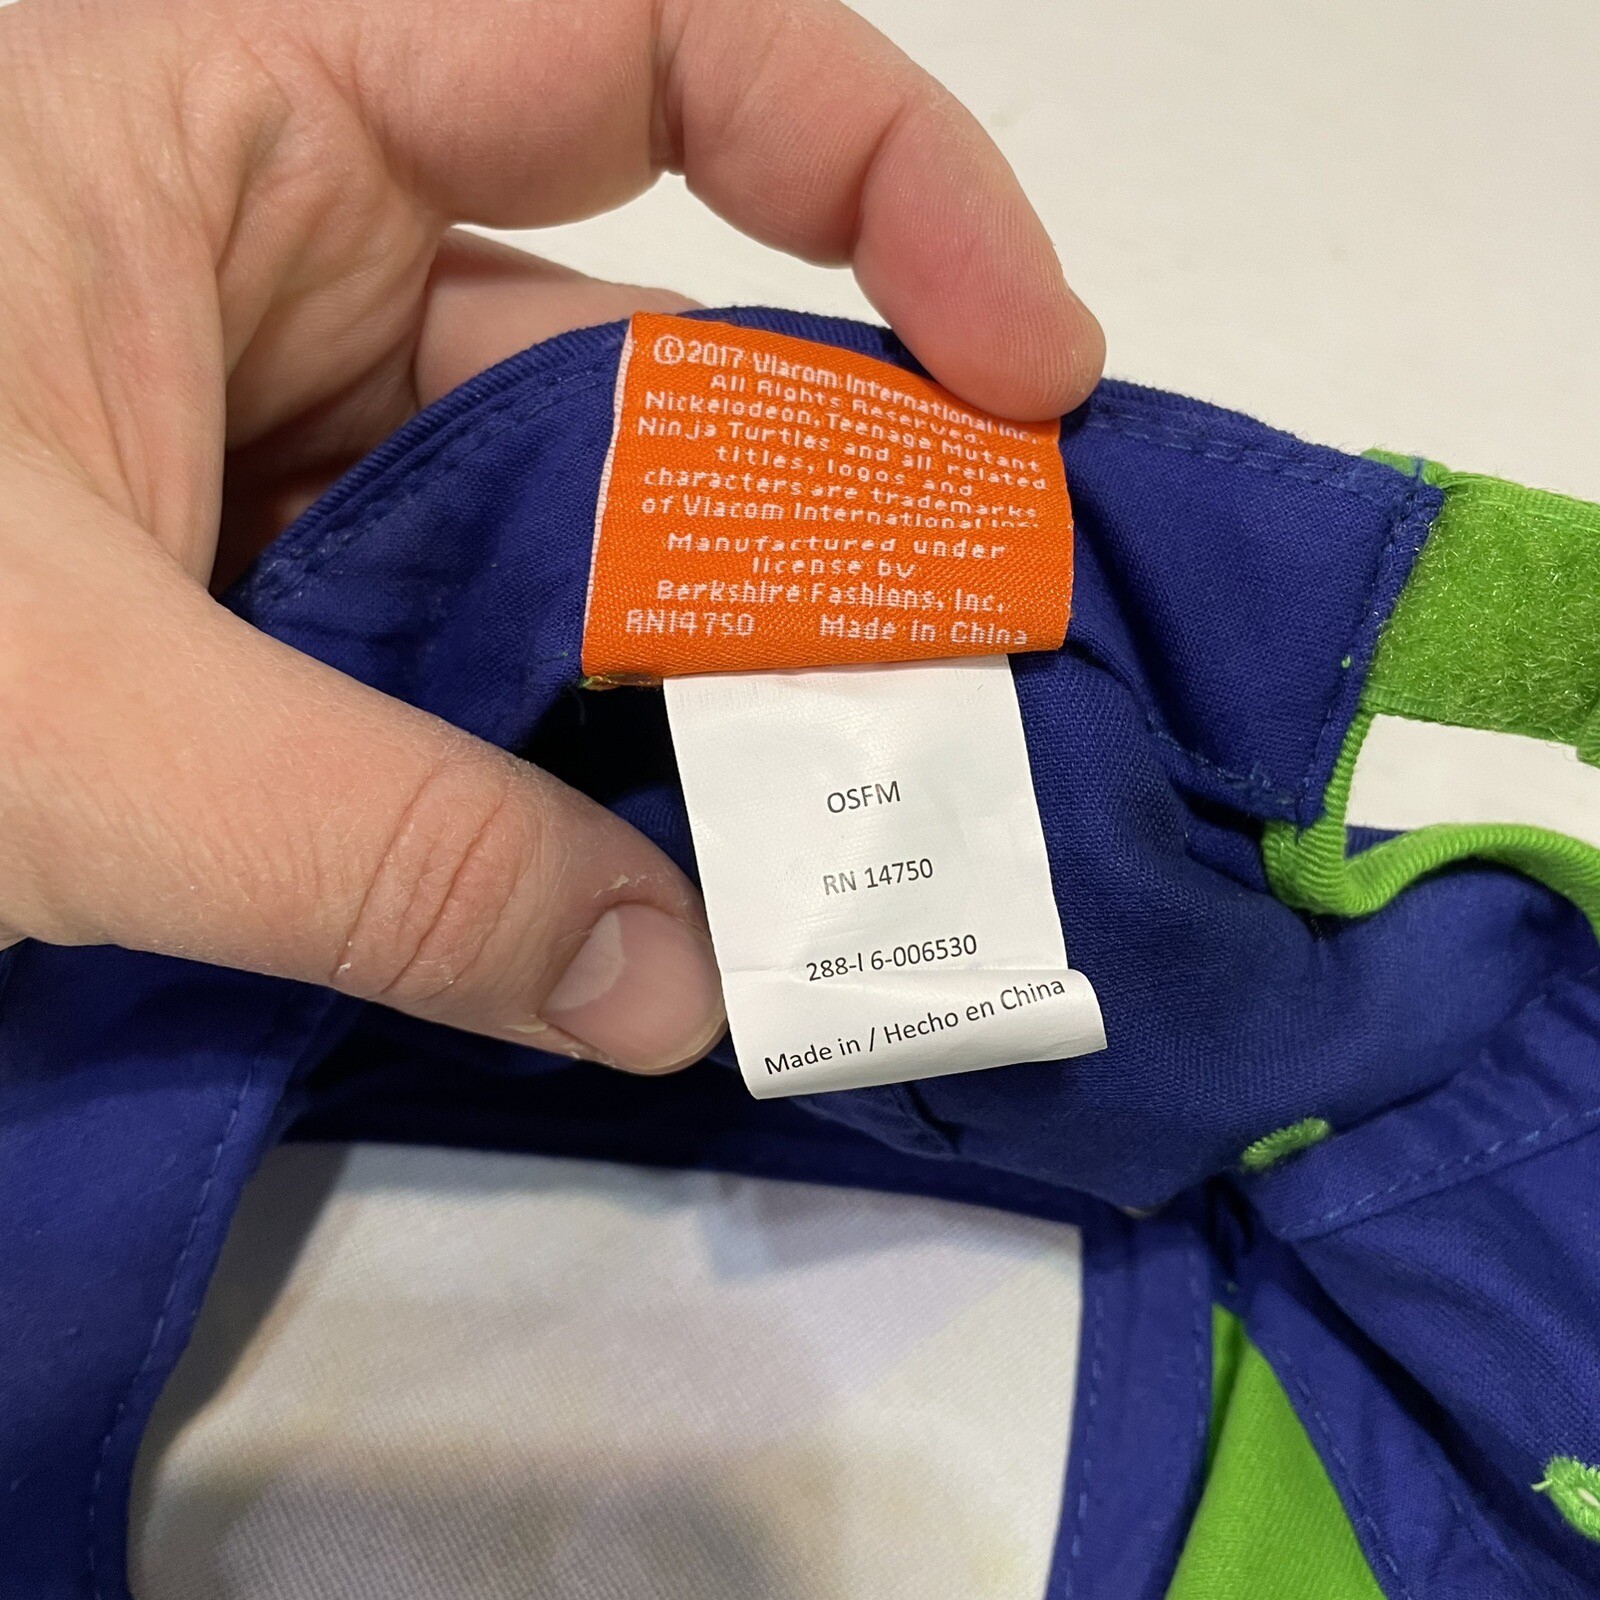 ©2017 Viacom International Inc.
All Rights Reserved.
Nickelodeon, Teenage Mutant
Ninja Turtles and all related
titles, logos and
characters are trademarks
of Viacom International Inc.
Manufactured under
license by
Berkshire Fashions, Inc.
RN14750 Made in China
OSFM
RN 14750
288-I 6-006530
Made in / Hecho en China